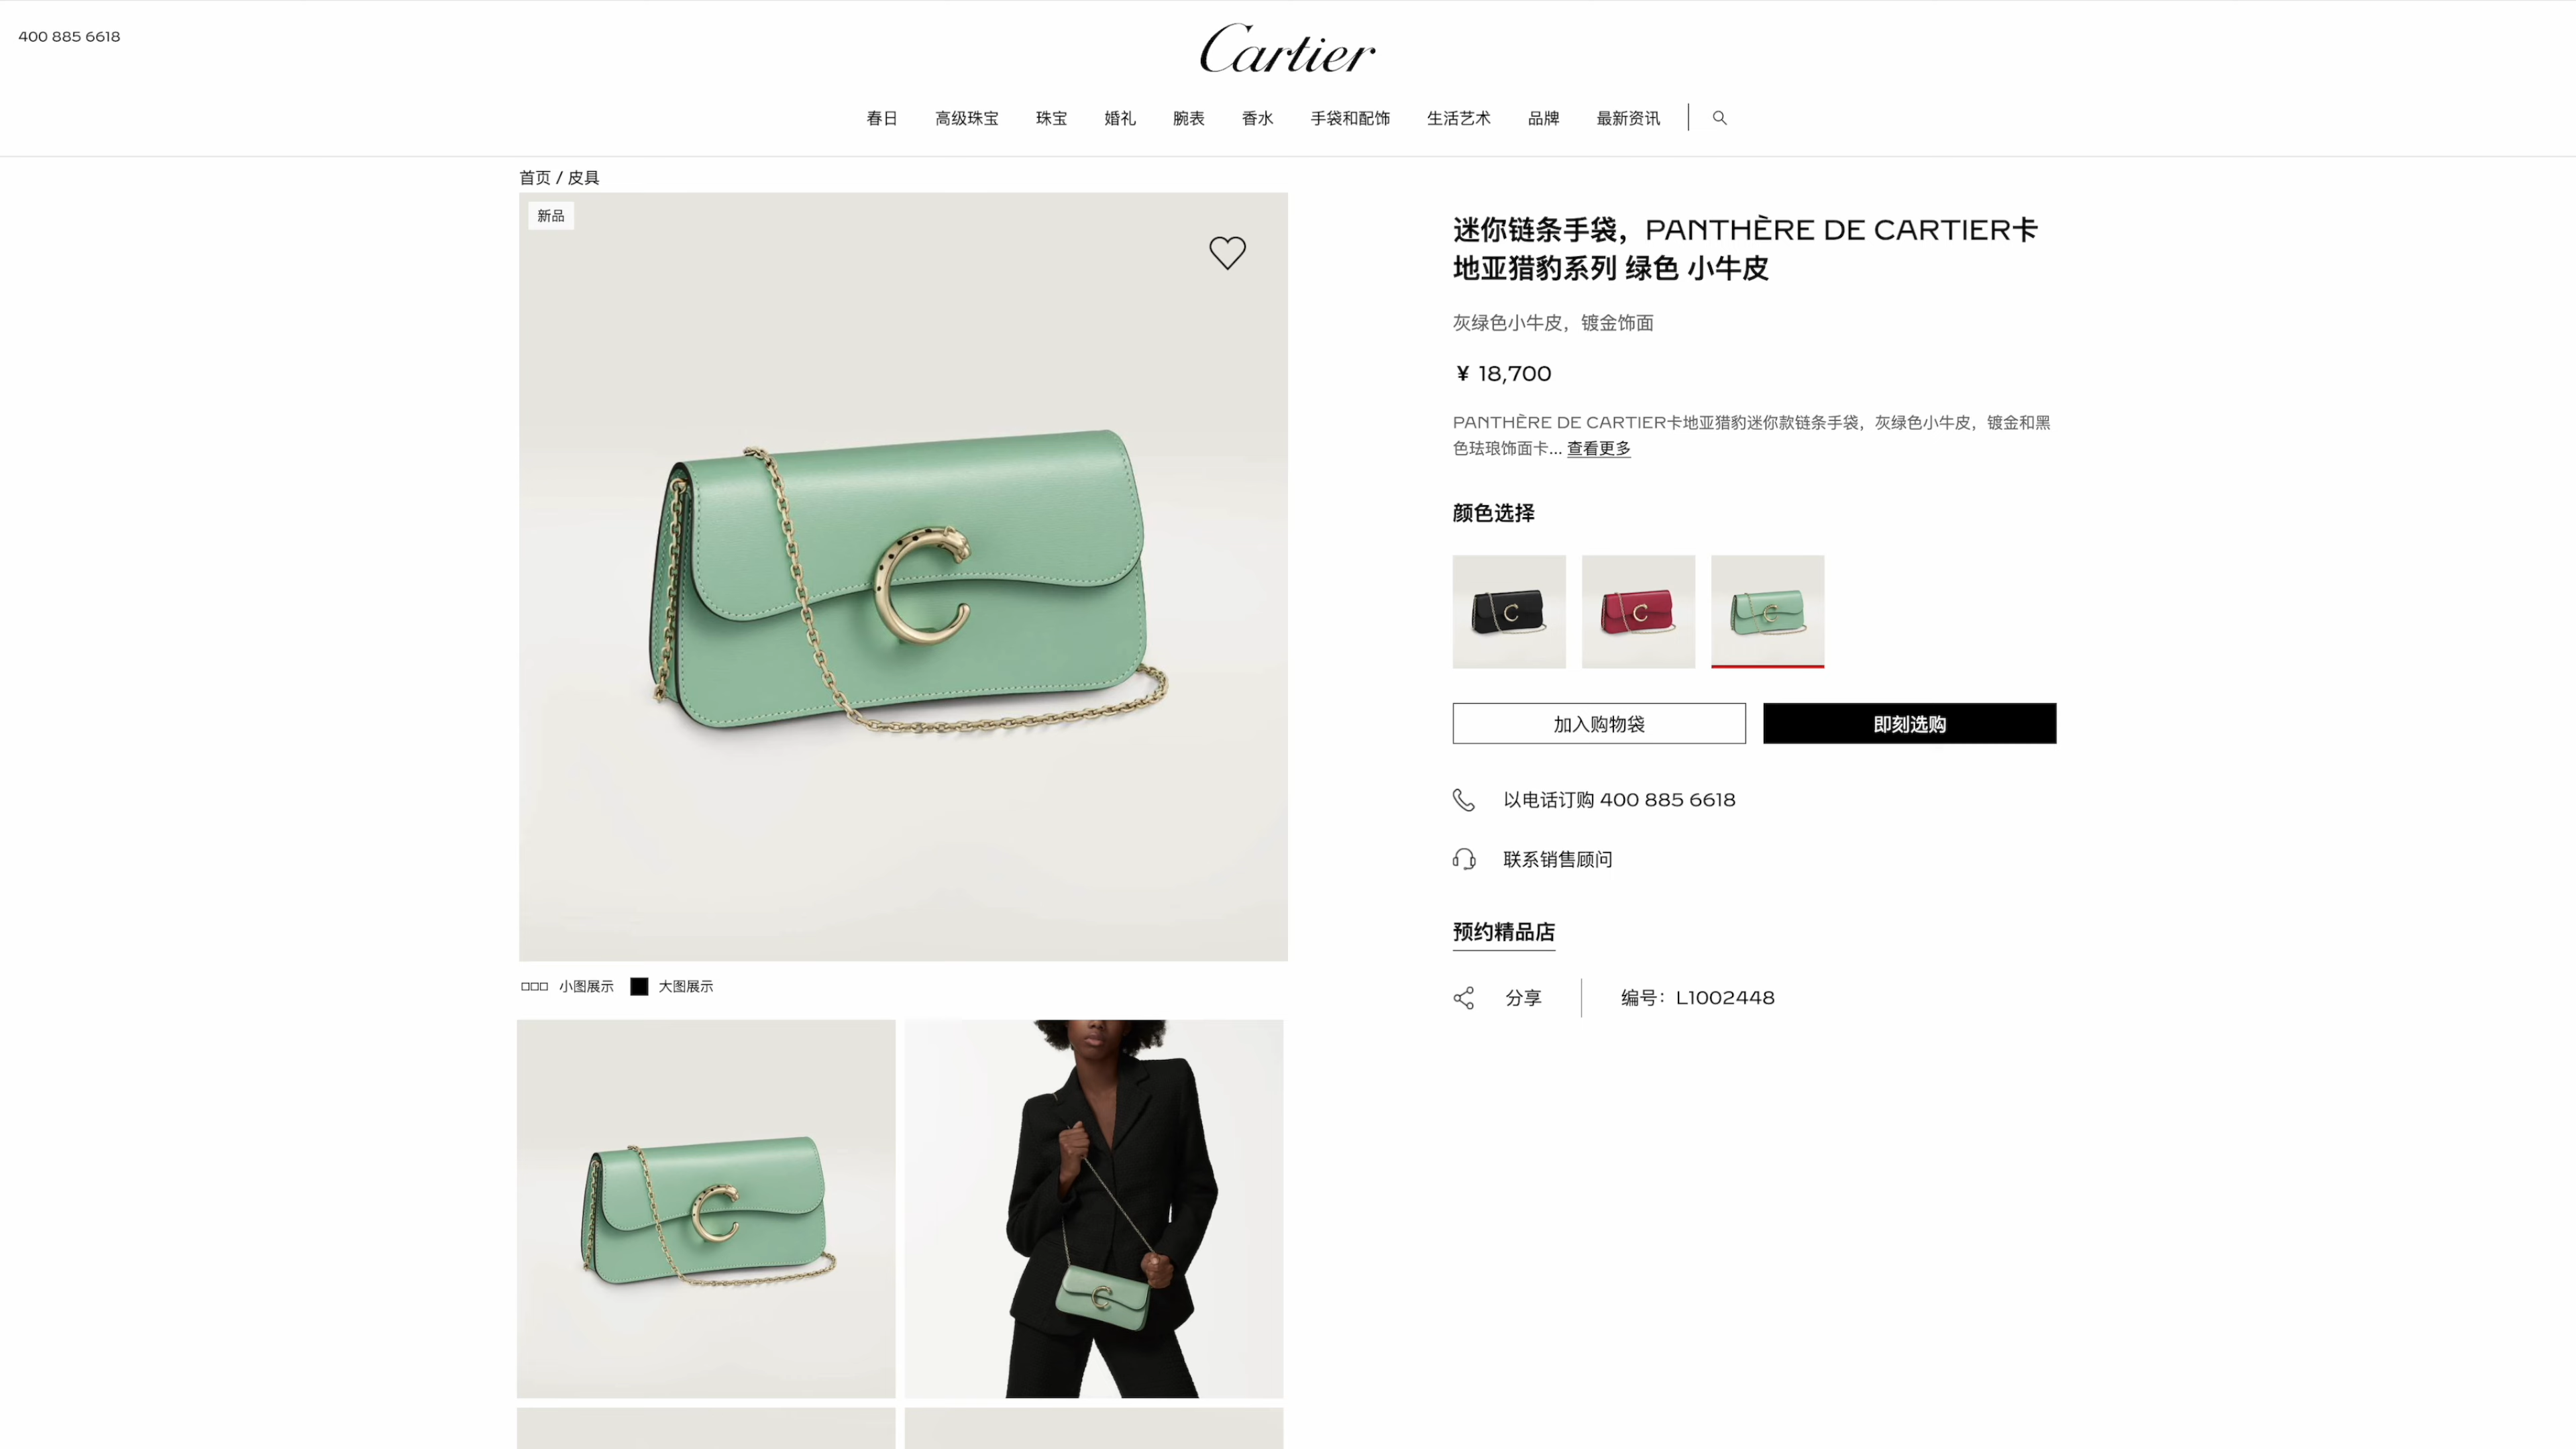 400 885 6618
Cartier
春日 高级珠宝 珠宝 婚礼 腕表 香水 手袋和配饰 生活艺术 品牌 最新资讯
首页 / 皮具
新品
迷你链条手袋，PANTHÈRE DE CARTIER卡
地亚猎豹系列 绿色 小牛皮
灰绿色小牛皮，镀金饰面
¥ 18,700
PANTHÈRE DE CARTIER卡地亚猎豹迷你款链条手袋，灰绿色小牛皮，镀金和黑
色珐琅饰面卡... 查看更多
颜色选择
加入购物袋 即刻选购
以电话订购 400 885 6618
联系销售顾问
预约精品店
分享 编号：L1002448
小图展示 大图展示